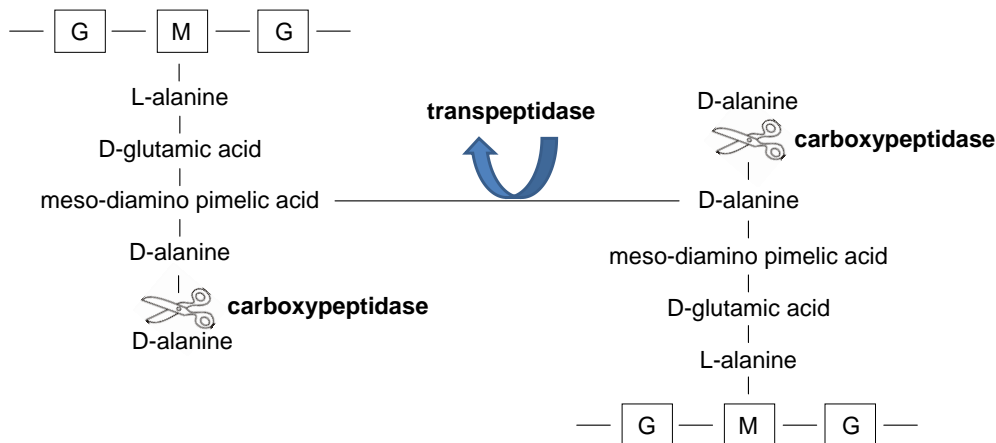 G M G
L-alanine
D-glutamic acid
meso-diamino pimelic acid
D-alanine
carboxypeptidase
D-alanine
transpeptidase
D-alanine
carboxypeptidase
D-alanine
meso-diamino pimelic acid
D-glutamic acid
L-alanine
G M G